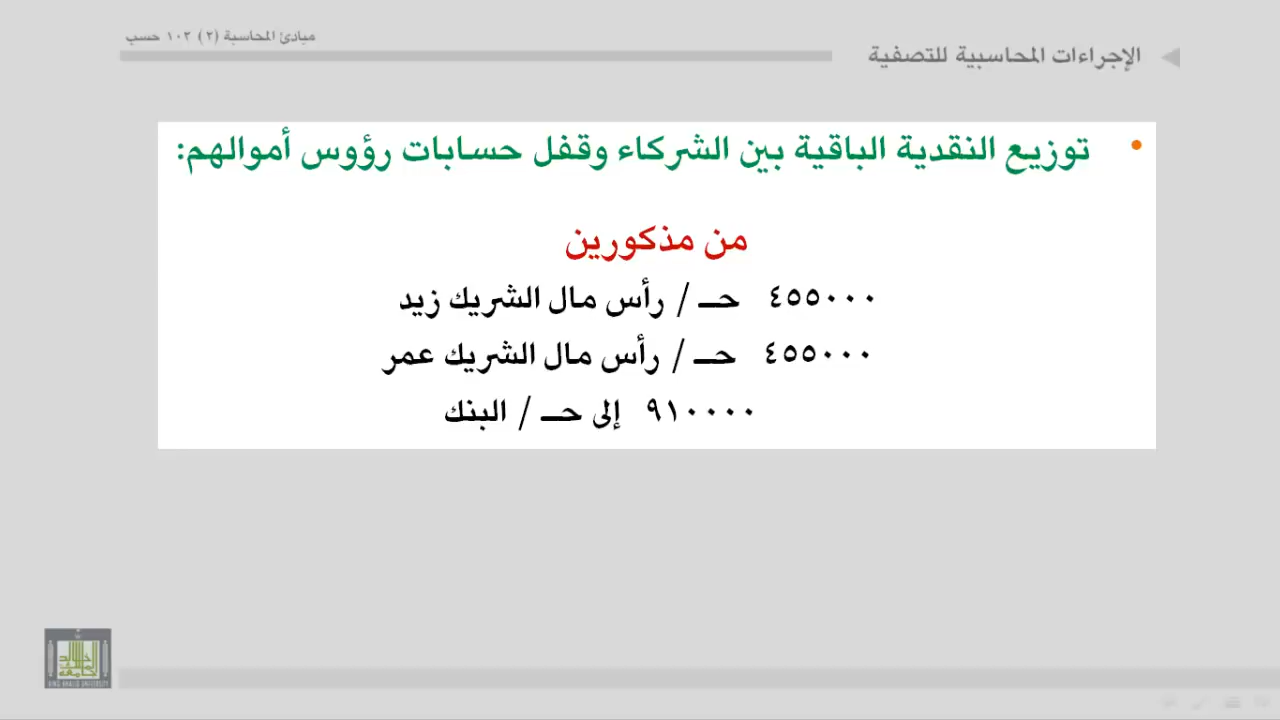 مبادئ المحاسبة (٢) ١٠٢ حسب
الإجراءات المحاسبية للتصفية
• توزيع النقدية الباقية بين الشركاء وقفل حسابات رؤوس أموالهم:
من مذكورين
٤٥٥٠٠٠ حـ / رأس مال الشريك زيد
٤٥٥٠٠٠ حـ / رأس مال الشريك عمر
٩١٠٠٠٠ إلى حـ / البنك